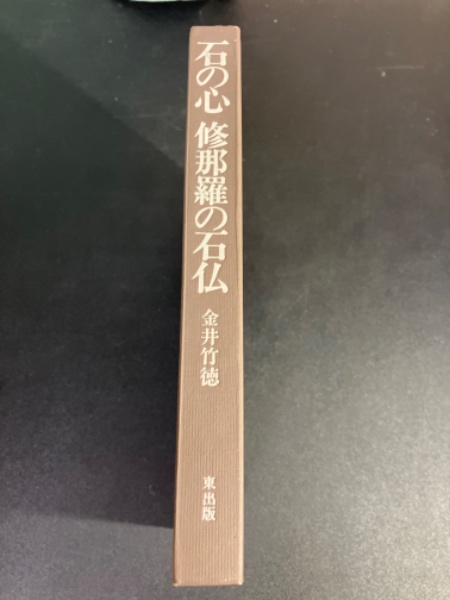 石の心 修那羅の石仏
金井竹徳
東出版